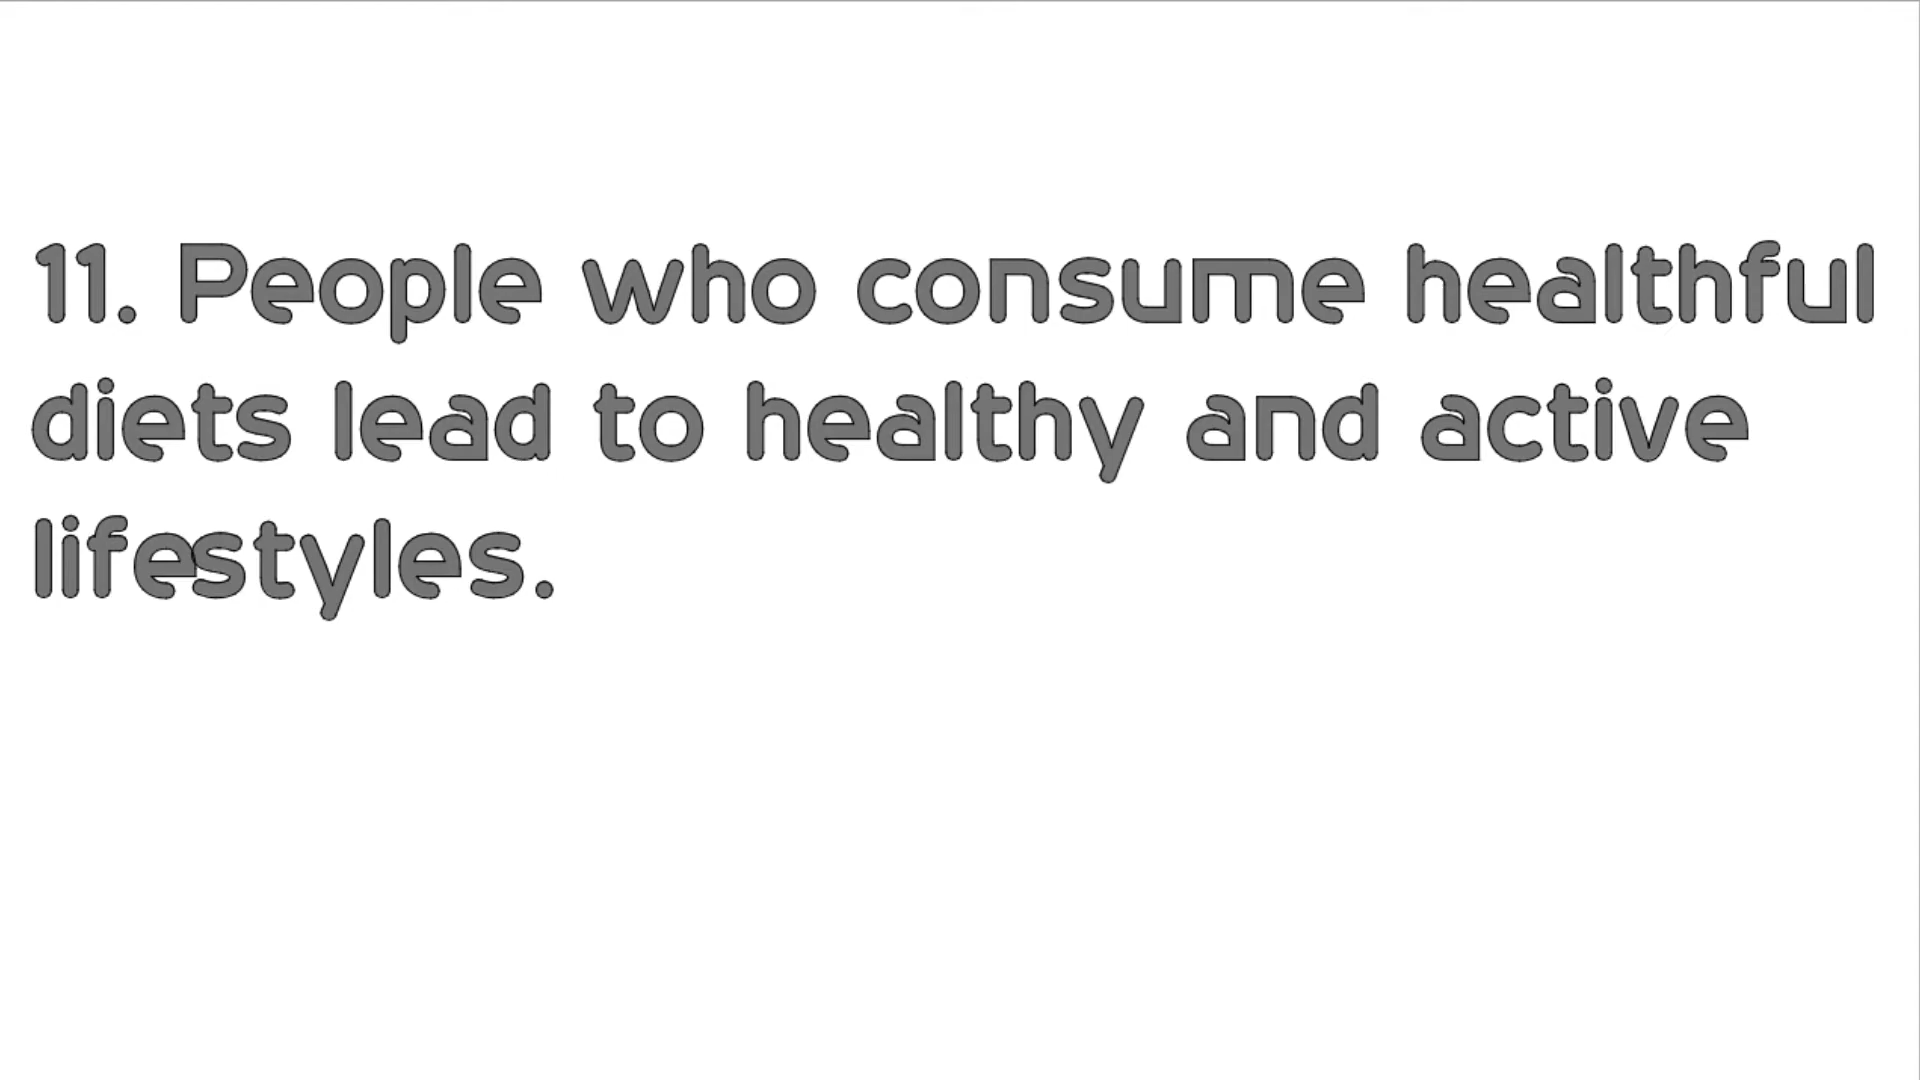 11. People who consume healthful
diets lead to healthy and active
lifestyles.